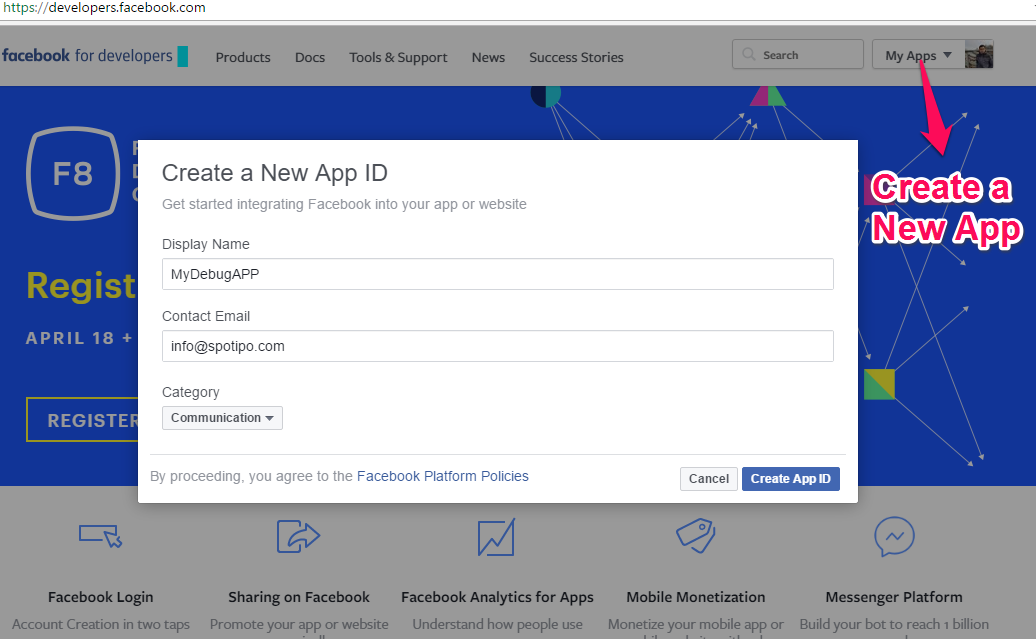 https://developers.facebook.com
facebook for developers Products Docs Tools & Support News Success Stories Search My Apps
F8
Create a New App ID
Get started integrating Facebook into your app or website
Create a
New App
Display Name
MyDebugAPP
Regist
Contact Email
APRIL 18 +
info@spotipo.com
Category
Communication
REGISTER
By proceeding, you agree to the Facebook Platform Policies Cancel Create App ID
Facebook Login Sharing on Facebook Facebook Analytics for Apps Mobile Monetization Messenger Platform
Account Creation in two taps Promote your app or website Understand how people use Monetize your mobile app or Build your bot to reach 1 billion